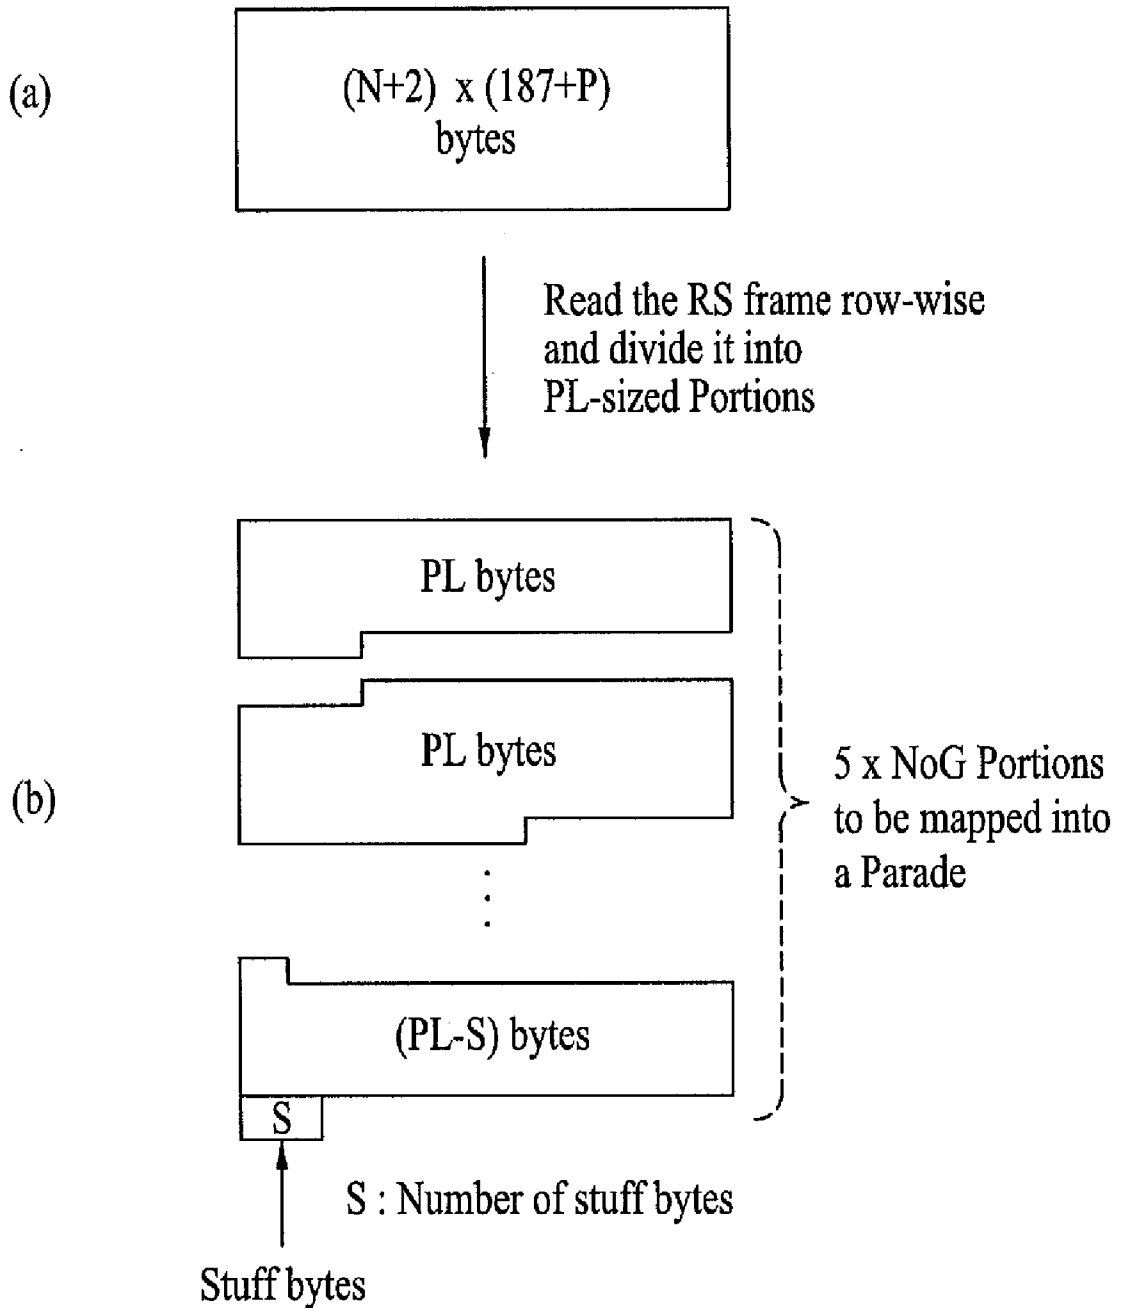 (a)
(N+2) x (187+P)
bytes
Read the RS frame row-wise
and divide it into
PL-sized Portions
PL bytes
PL bytes
(b)
5 x NoG Portions
to be mapped into
a Parade
(PL-S) bytes
S
S : Number of stuff bytes
Stuff bytes